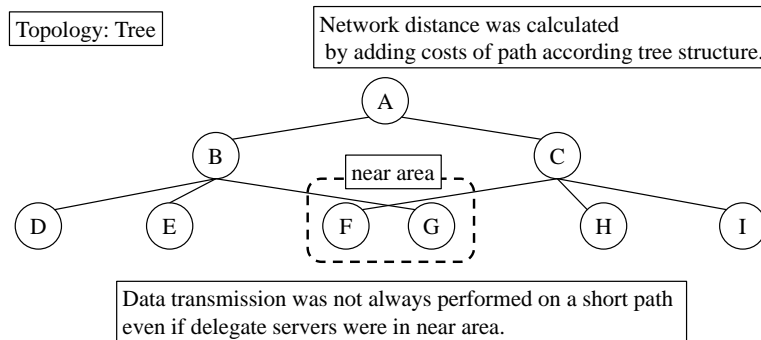 Topology: Tree
Network distance was calculated
by adding costs of path according tree structure.
A
B
C
near area
D
E
F
G
H
I
Data transmission was not always performed on a short path
even if delegate servers were in near area.